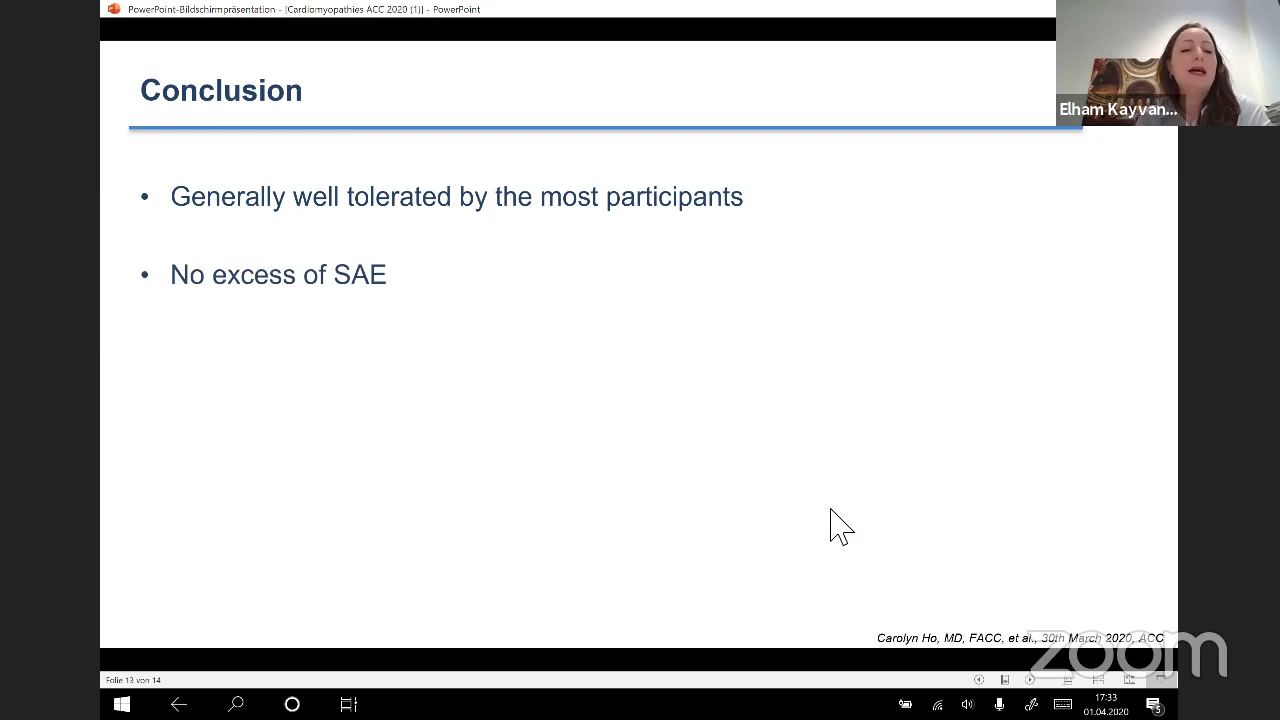 PowerPoint-Bildschirmpräsentation - [Cardiomyopathies ACC 2020 (1)] - PowerPoint
Elham Kayvan...
Conclusion
• Generally well tolerated by the most participants
• No excess of SAE
Carolyn Ho, MD, FACC, et al., 30th March 2020, ACC
zoom
Folie 13 von 14
17:33
01.04.2020
5